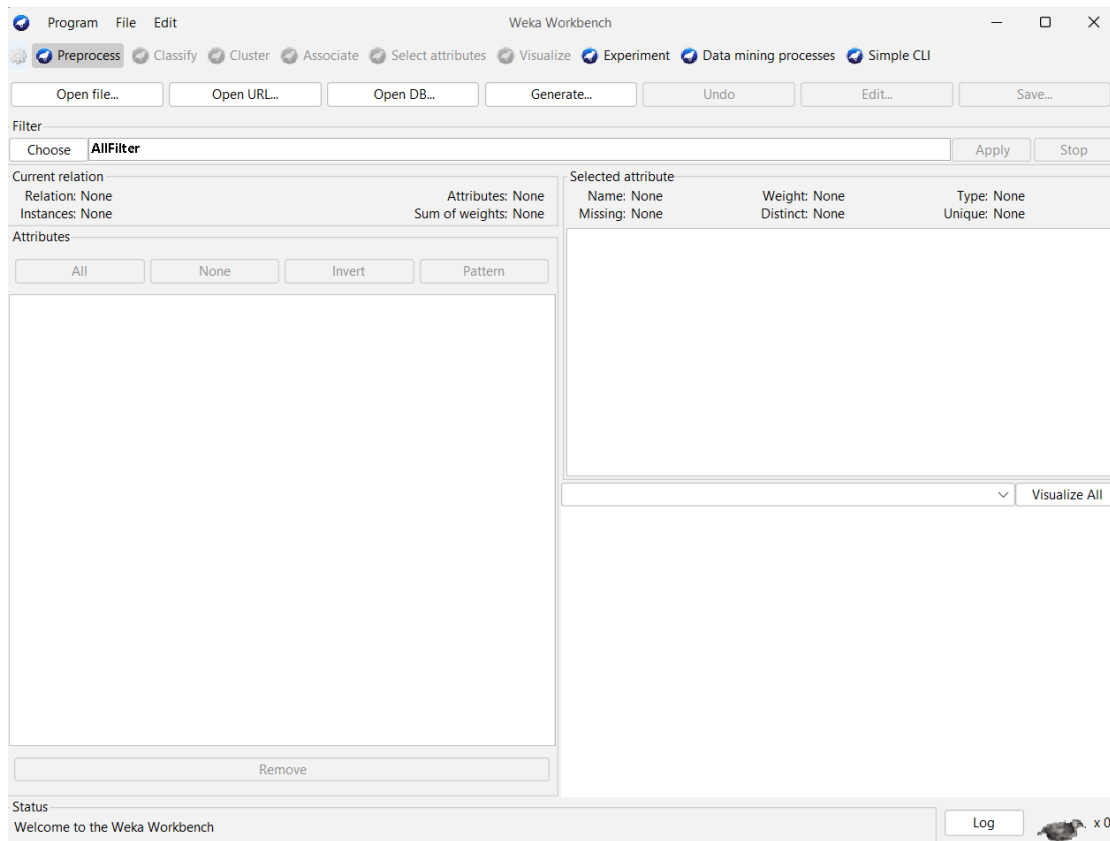 Program File Edit Weka Workbench
Preprocess Classify Cluster Associate Select attributes Visualize Experiment Data mining processes Simple CLI
Open file... Open URL... Open DB... Generate... Undo Edit... Save...
Filter
Choose AllFilter Apply Stop
Current relation
Relation: None Attributes: None
Instances: None Sum of weights: None
Selected attribute
Name: None Weight: None Type: None
Missing: None Distinct: None Unique: None
Attributes
All None Invert Pattern
Visualize All
Remove
Status
Welcome to the Weka Workbench
Log x 0